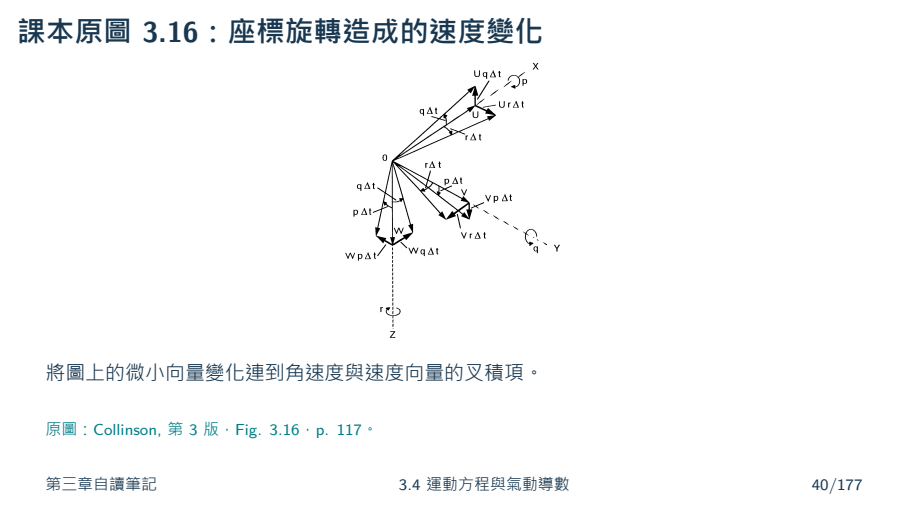 課本原圖 3.16：座標旋轉造成的速度變化
X
UqΔt
p
UrΔt
qΔt
U
rΔt
0
rΔt
qΔt
pΔt
V
VpΔt
pΔt
W
VrΔt
WpΔt
WqΔt
q
Y
r
Z
將圖上的微小向量變化連到角速度與速度向量的叉積項。
原圖：Collinson, 第 3 版，Fig. 3.16，p. 117。
第三章自讀筆記 3.4 運動方程與氣動導數 40/177